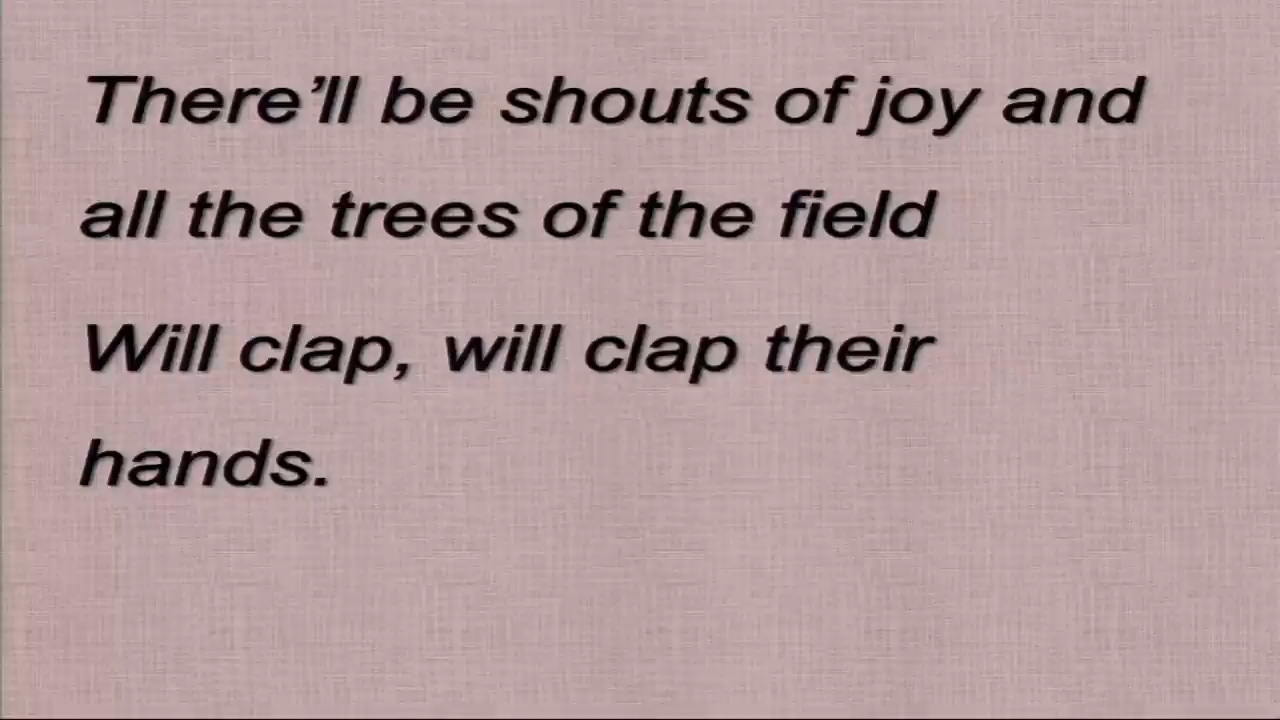 There’ll be shouts of joy and
all the trees of the field
Will clap, will clap their
hands.